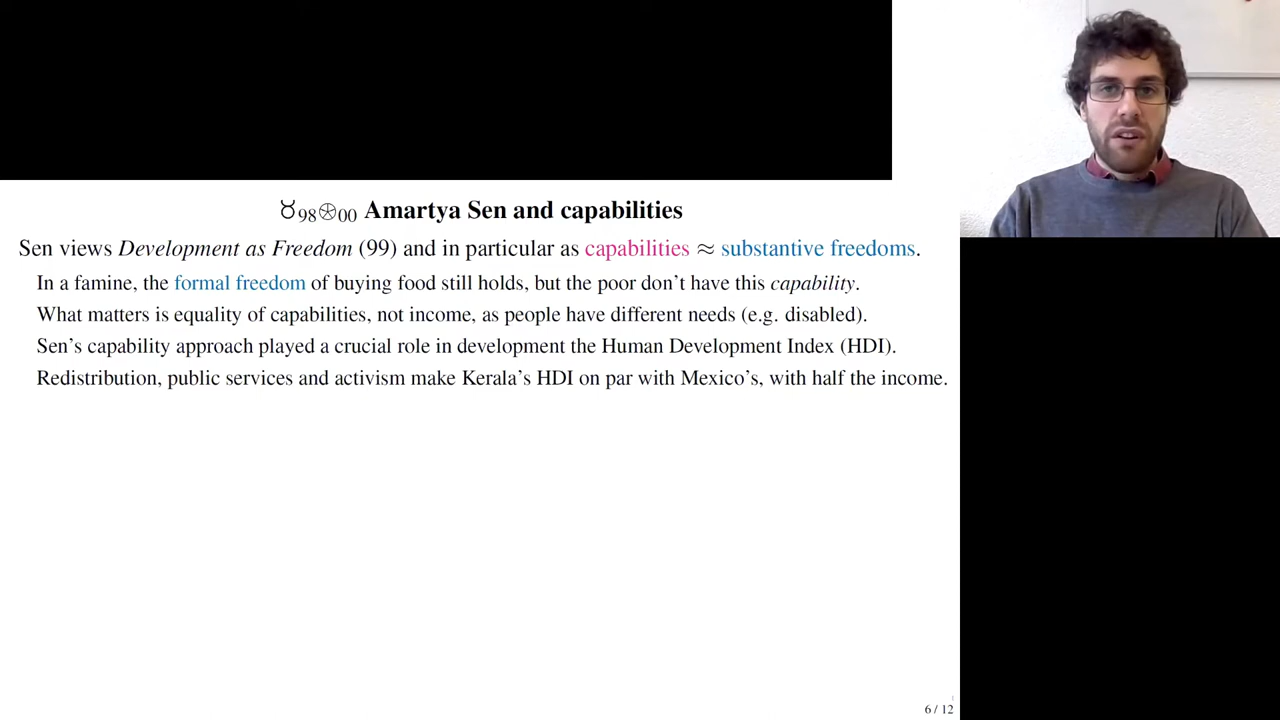 ♉98⊛00 Amartya Sen and capabilities
Sen views Development as Freedom (99) and in particular as capabilities ≈ substantive freedoms.
In a famine, the formal freedom of buying food still holds, but the poor don't have this capability.
What matters is equality of capabilities, not income, as people have different needs (e.g. disabled).
Sen's capability approach played a crucial role in development the Human Development Index (HDI).
Redistribution, public services and activism make Kerala's HDI on par with Mexico's, with half the income.
6 / 12